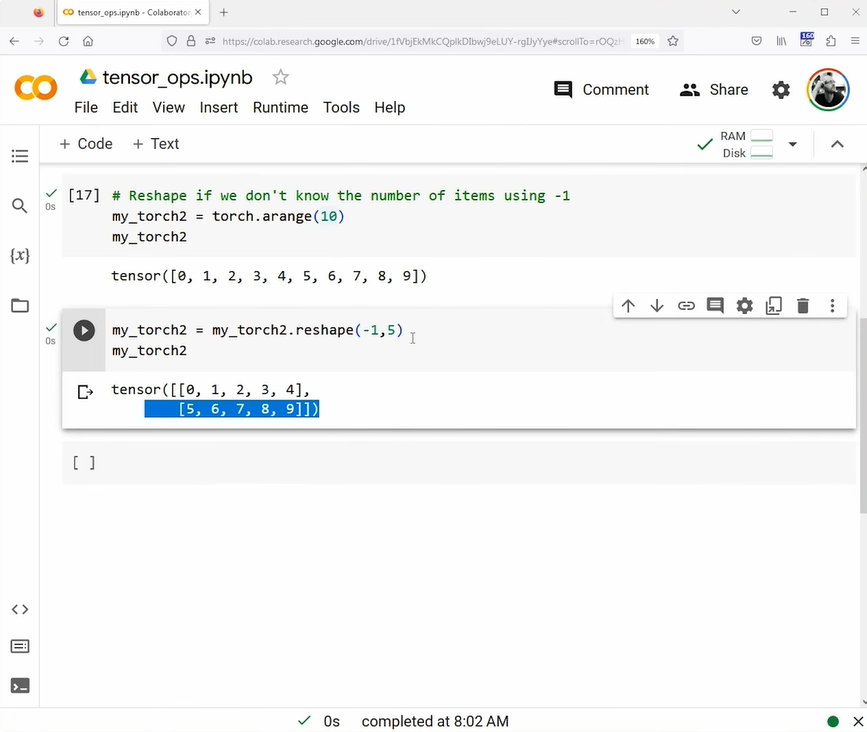 tensor_ops.ipynb - Colaborator
https://colab.research.google.com/drive/
160%
160
tensor_ops.ipynb
File Edit View Insert Runtime Tools Help
Comment
Share
+ Code + Text
RAM
Disk
0s
[17] # Reshape if we don't know the number of items using -1
my_torch2 = torch.arange(10)
my_torch2
tensor([0, 1, 2, 3, 4, 5, 6, 7, 8, 9])
0s
my_torch2 = my_torch2.reshape(-1,5)
my_torch2
tensor([[0, 1, 2, 3, 4],
[5, 6, 7, 8, 9]])
[ ]
{x}
0s completed at 8:02 AM